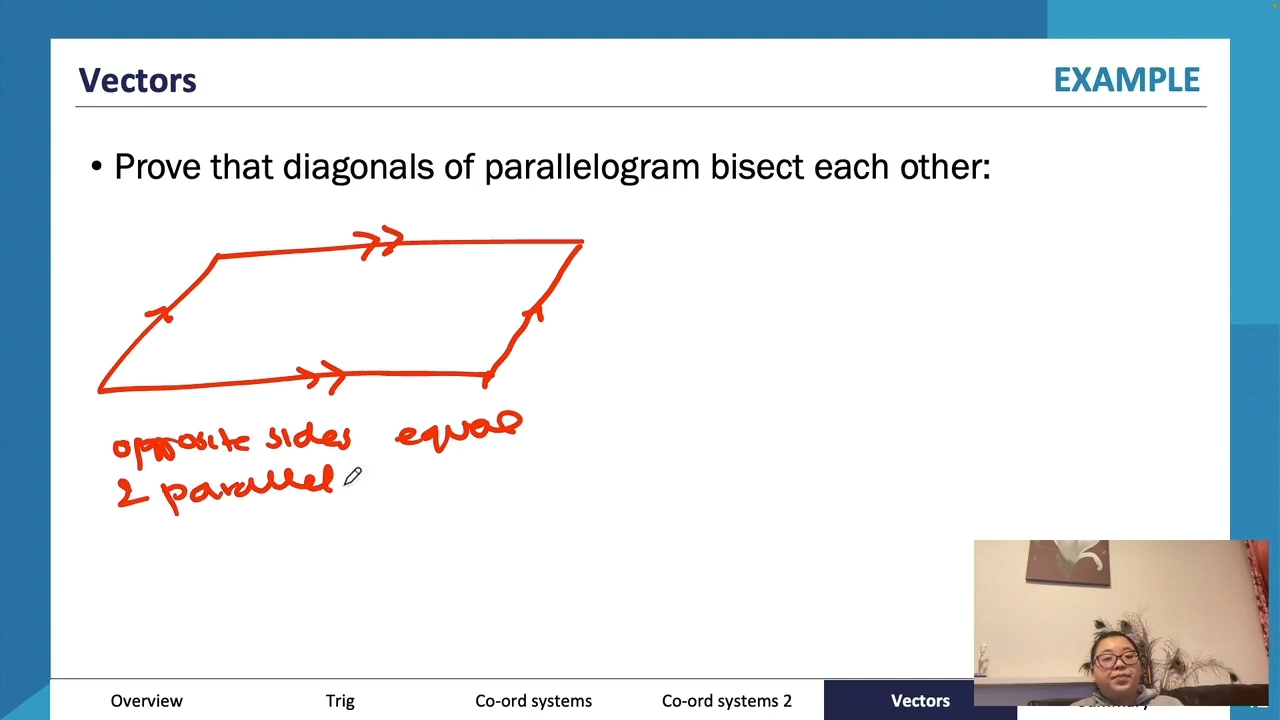 Vectors
EXAMPLE
• Prove that diagonals of parallelogram bisect each other:
opposite sides equal
& parallel
Overview Trig Co-ord systems Co-ord systems 2 Vectors